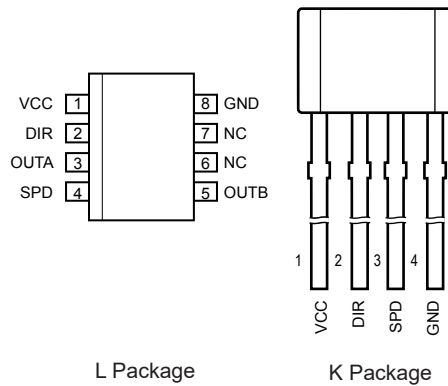 VCC 1 8 GND
DIR 2 7 NC
OUTA 3 6 NC
SPD 4 5 OUTB
L Package
1 2 3 4
VCC DIR SPD GND
K Package